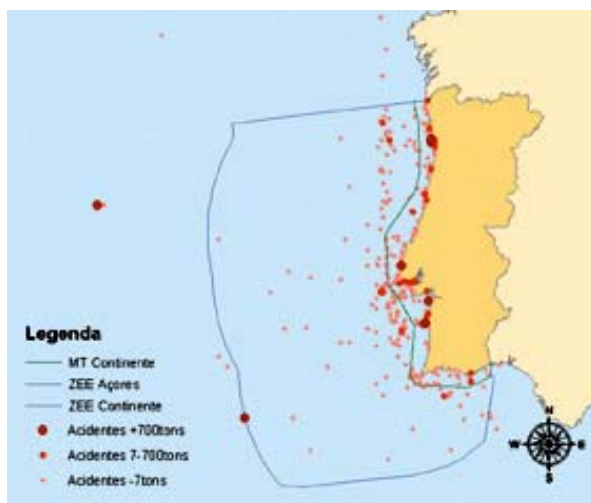 Legenda
MT Continente
ZEE Açores
ZEE Continente
Acidentes +700tons
Acidentes 7-700tons
Acidentes -7tons
N
W E
S